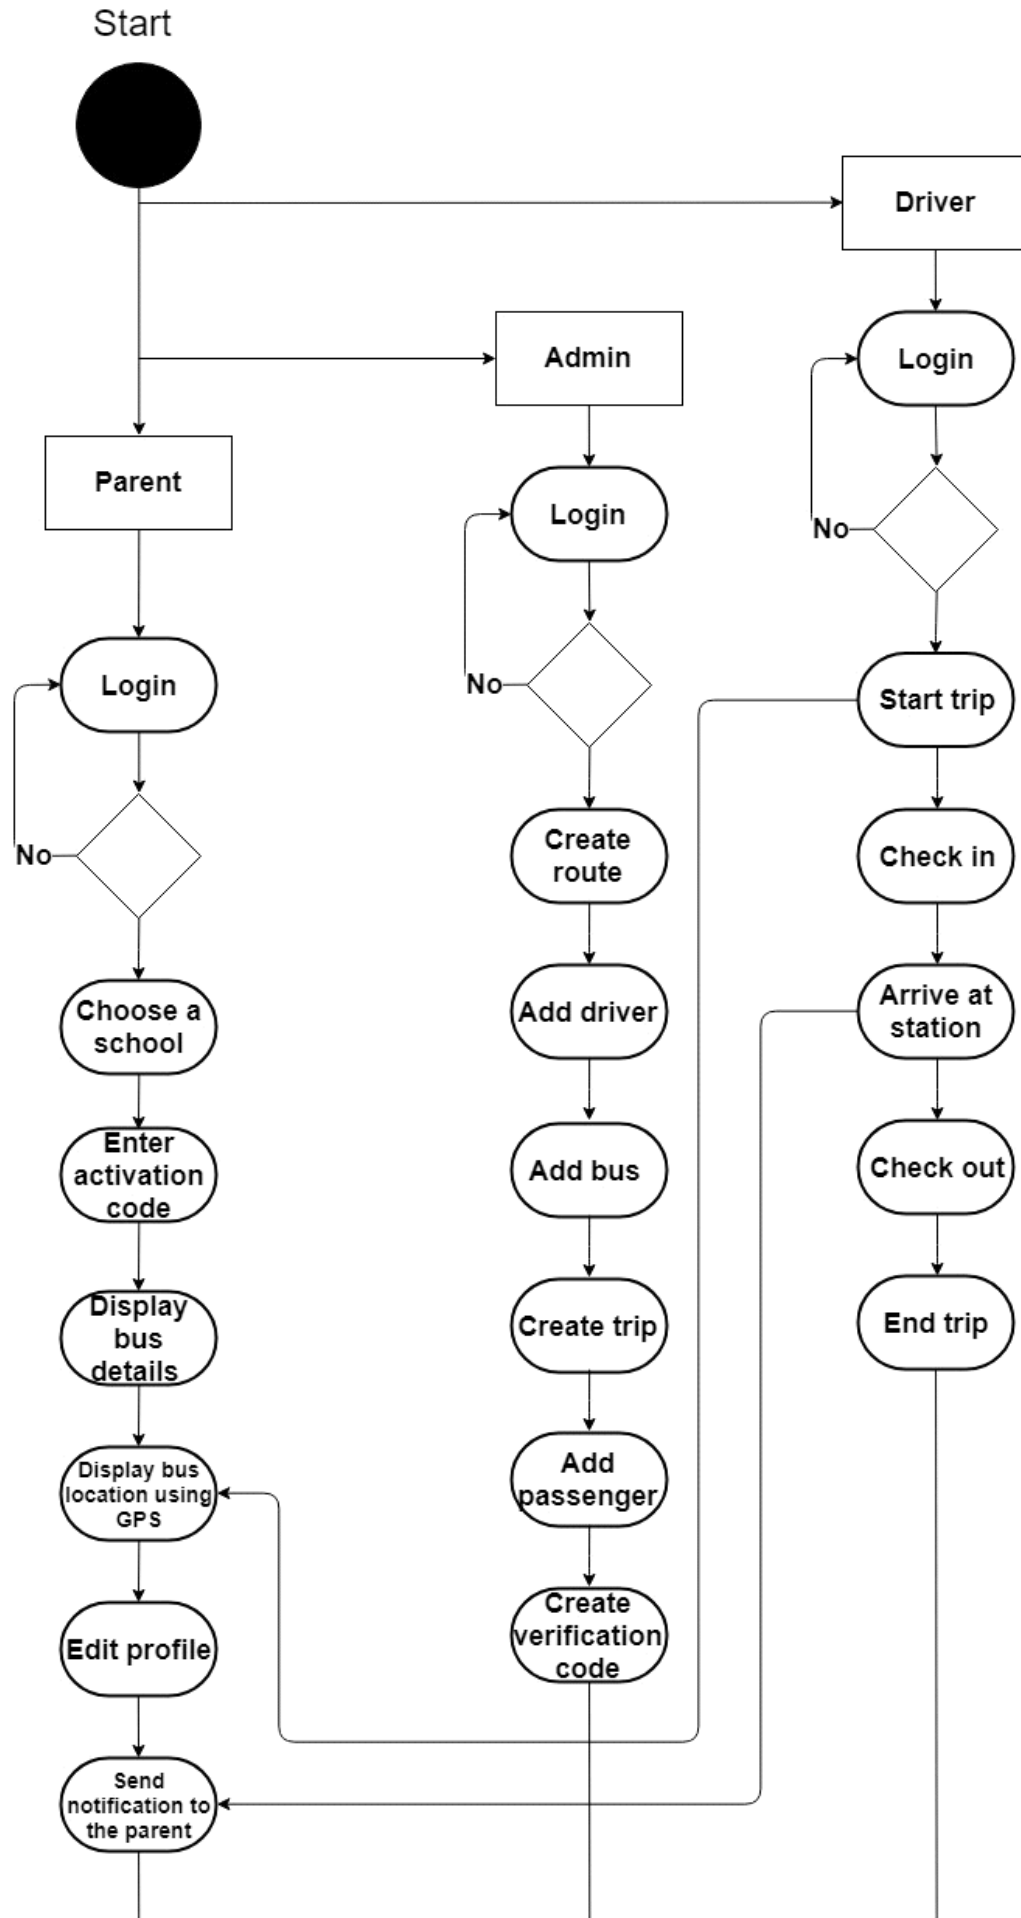 Start
Driver
Login
No
Admin
Login
No
Parent
Login
No
Start trip
Check in
Arrive at
station
Check out
End trip
Create
route
Add driver
Add bus
Create trip
Add
passenger
Create
verification
code
Choose a
school
Enter
activation
code
Display
bus
details
Display bus
location using
GPS
Edit profile
Send
notification to
the parent